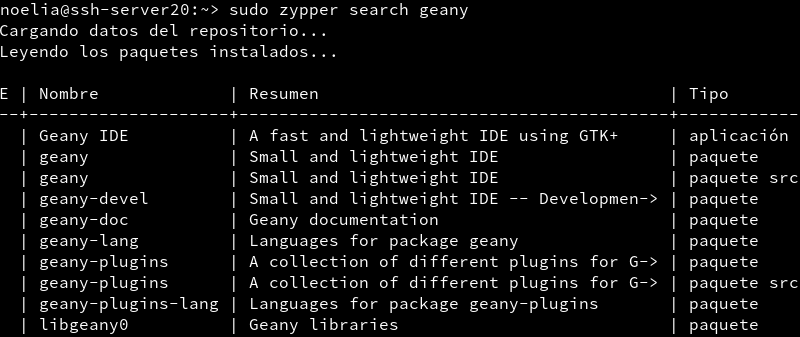 noelia@ssh-server20:~> sudo zypper search geany
Cargando datos del repositorio...
Leyendo los paquetes instalados...

E | Nombre             | Resumen                                  | Tipo
--+--------------------+------------------------------------------+------------
  | Geany IDE          | A fast and lightweight IDE using GTK+    | aplicación
  | geany              | Small and lightweight IDE                | paquete
  | geany              | Small and lightweight IDE                | paquete src
  | geany-devel        | Small and lightweight IDE -- Developmen-> | paquete
  | geany-doc          | Geany documentation                      | paquete
  | geany-lang         | Languages for package geany              | paquete
  | geany-plugins      | A collection of different plugins for G-> | paquete
  | geany-plugins      | A collection of different plugins for G-> | paquete src
  | geany-plugins-lang | Languages for package geany-plugins      | paquete
  | libgeany0          | Geany libraries                          | paquete